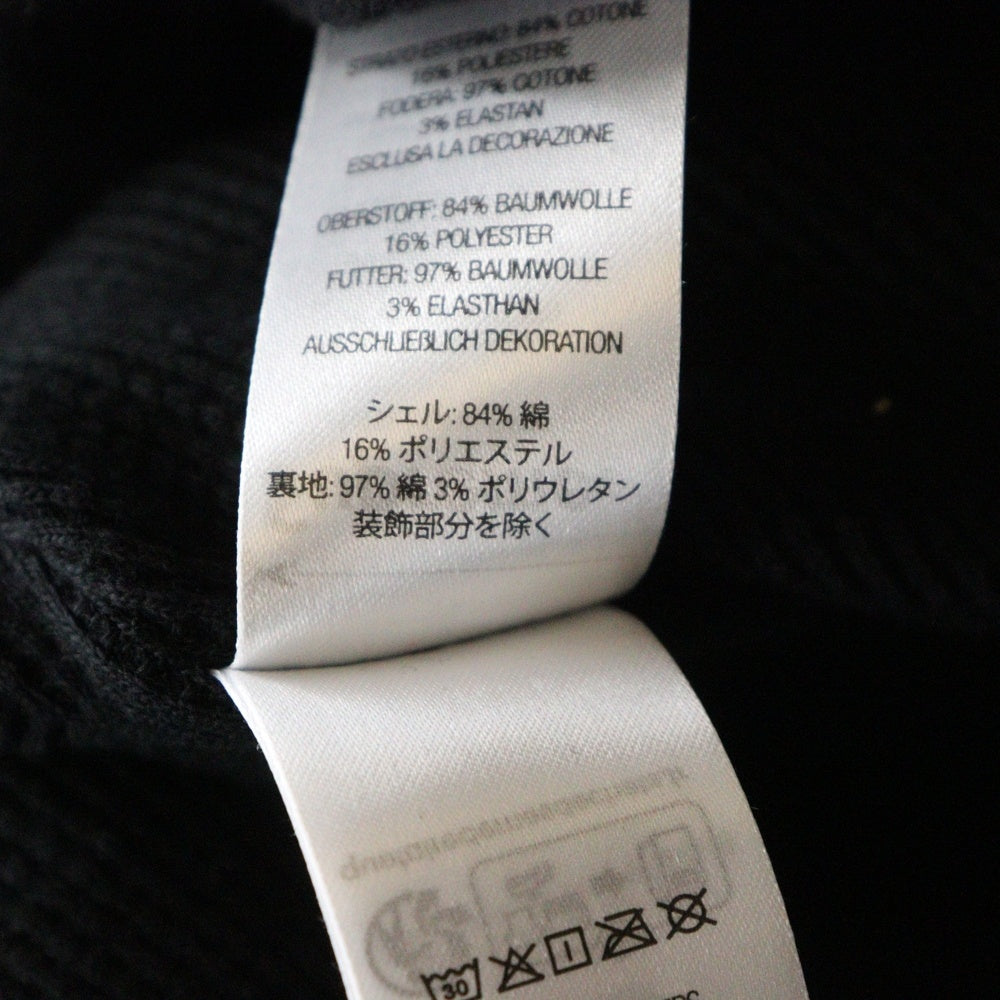 STRATO ESTERNO: 84% COTONE
16% POLIESTERE
FODERA: 97% COTONE
3% ELASTAN
ESCLUSA LA DECORAZIONE
OBERSTOFF: 84% BAUMWOLLE
16% POLYESTER
FUTTER: 97% BAUMWOLLE
3% ELASTHAN
AUSSCHLIEßLICH DEKORATION
シェル: 84% 綿
16% ポリエステル
裏地: 97% 綿 3% ポリウレタン
装飾部分を除く
30